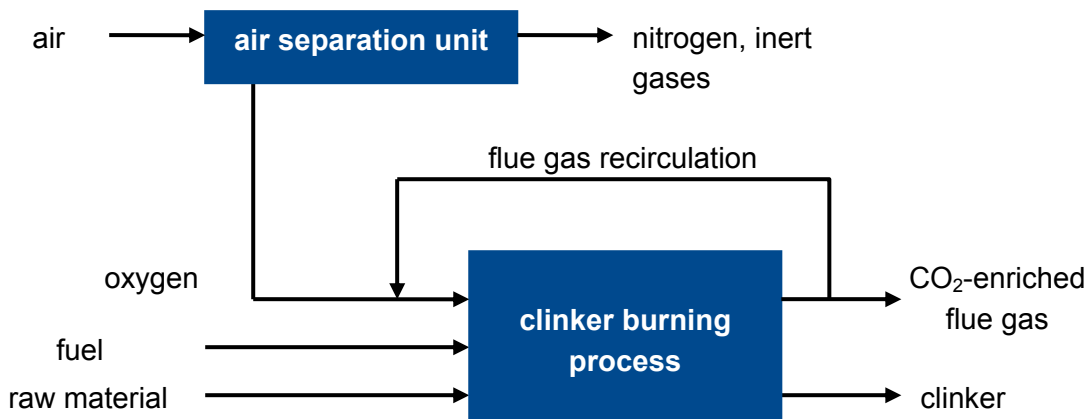 air
air separation unit
nitrogen, inert
gases
flue gas recirculation
oxygen
CO₂-enriched
flue gas
clinker burning
process
fuel
raw material
clinker